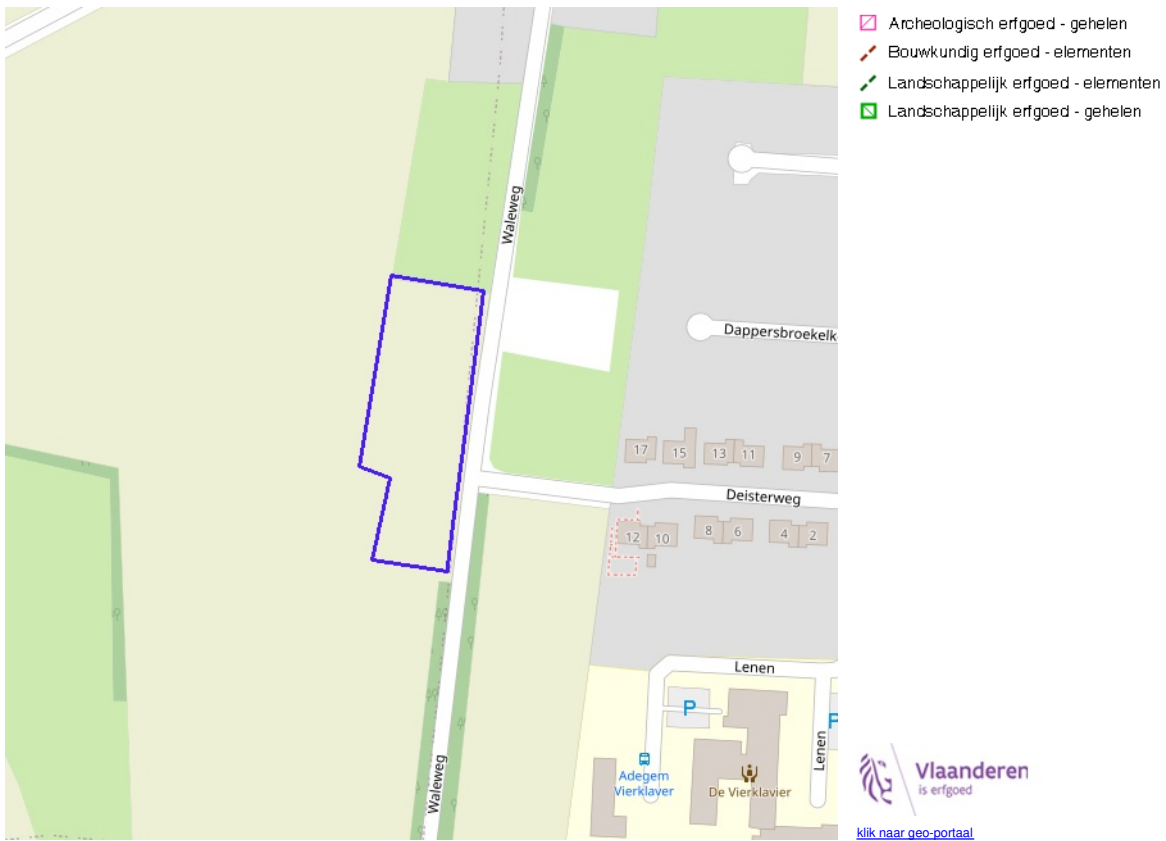 Archeologisch erfgoed - gehelen
Bouwkundig erfgoed - elementen
Landschappelijk erfgoed - elementen
Landschappelijk erfgoed - gehelen
Waleweg
Dappersbroekelk
17
15
13
11
9
7
Deisterweg
12
10
8
6
4
2
Lenen
P
P
Lenen
Adegem
Vierklaver
De Vierklavier
Waleweg
Vlaanderen
is erfgoed
klik naar geo-portaal